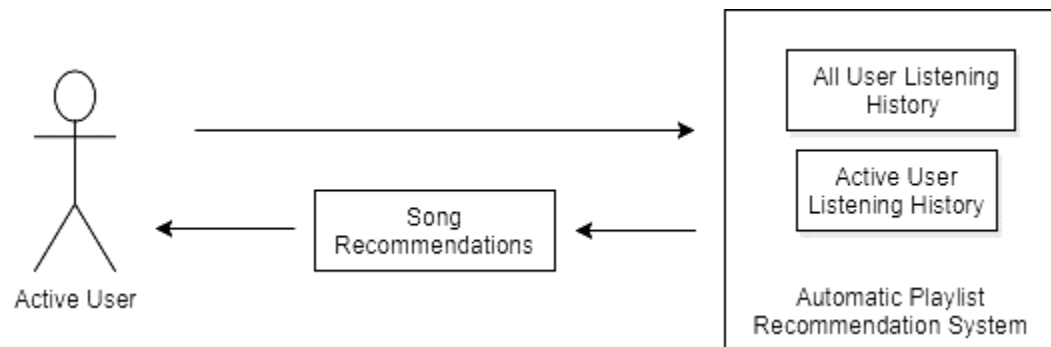 All User Listening
History
Active User
Listening History
Song
Recommendations
Active User
Automatic Playlist
Recommendation System